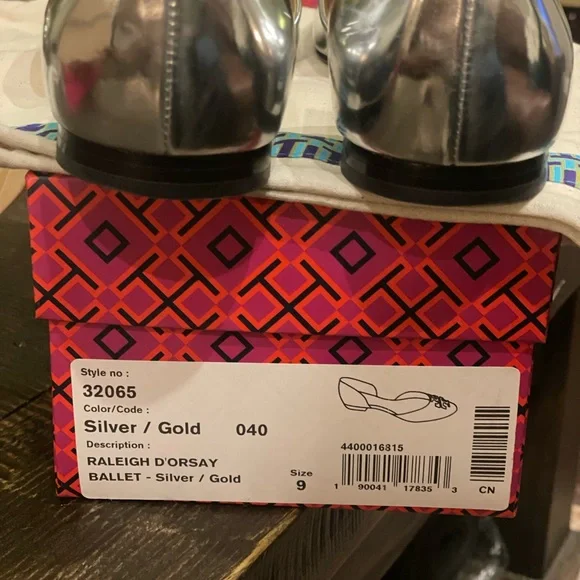 Style no :
32065
Color/Code :
Silver / Gold 040
Description :
RALEIGH D'ORSAY
BALLET - Silver / Gold
Size
9
4400016815
1 90041 17835 3
CN